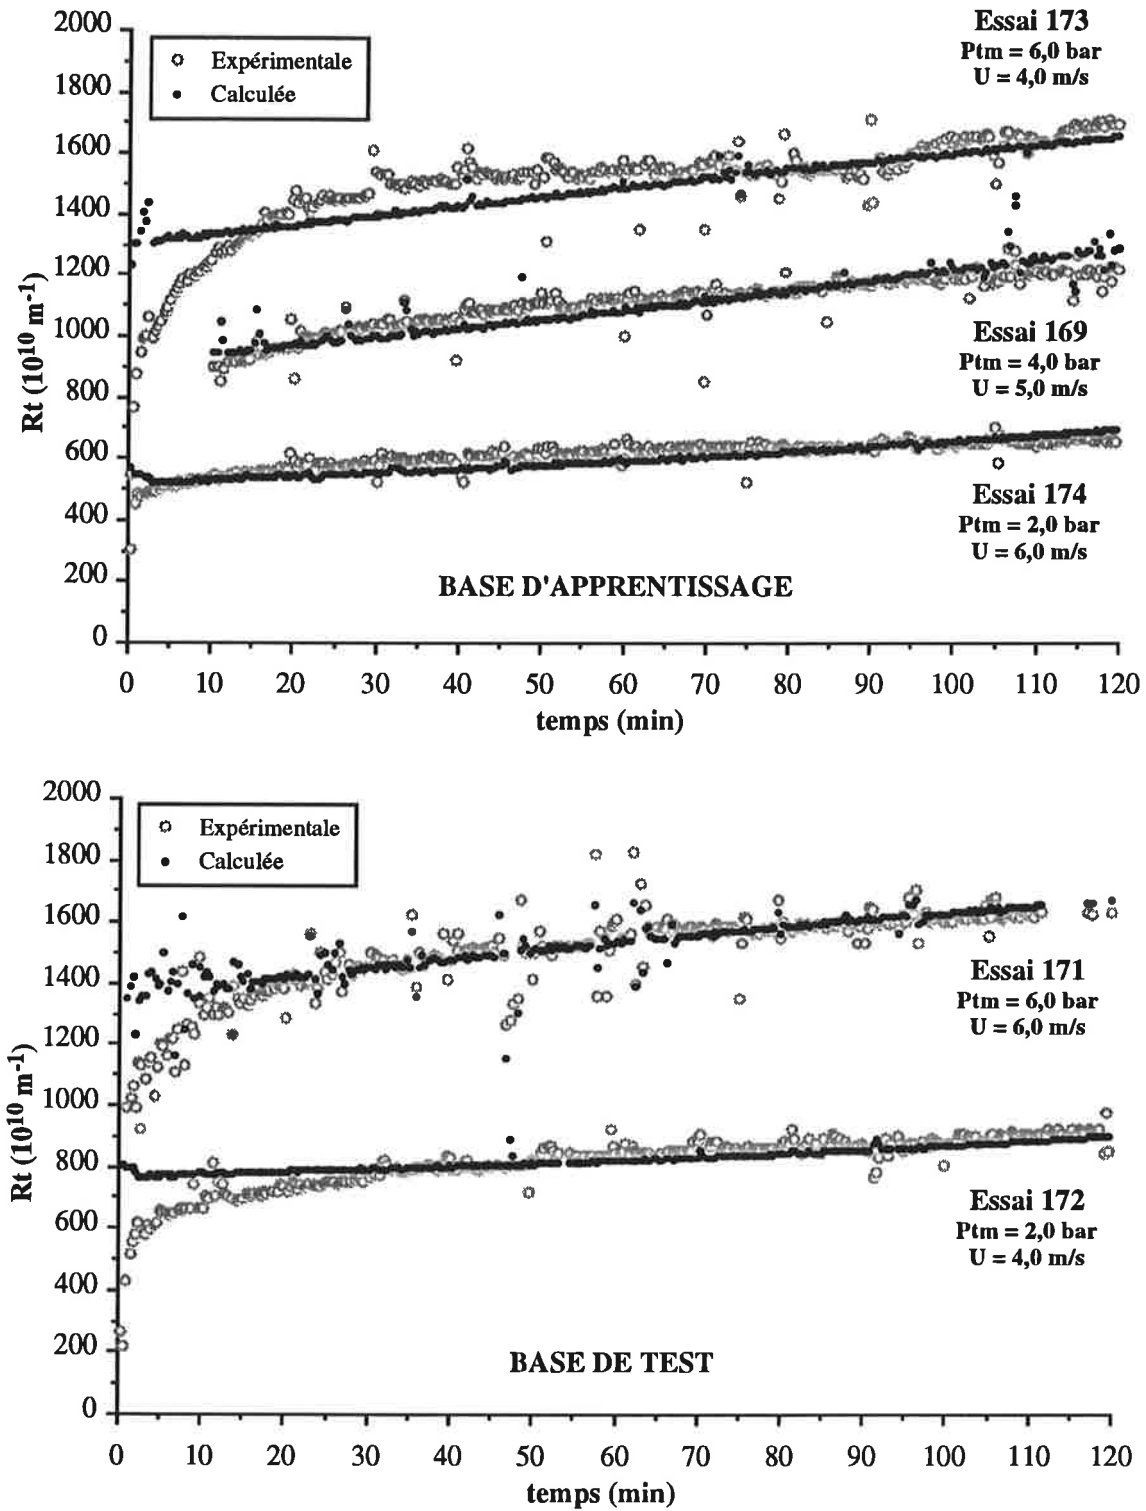 2000
1800
1600
1400
1200
1000
800
600
400
200
0
Rt (10¹⁰ m⁻¹)
Expérimentale
Calculée
Essai 173
Ptm = 6,0 bar
U = 4,0 m/s
Essai 169
Ptm = 4,0 bar
U = 5,0 m/s
Essai 174
Ptm = 2,0 bar
U = 6,0 m/s
BASE D'APPRENTISSAGE
0 10 20 30 40 50 60 70 80 90 100 110 120
temps (min)
2000
1800
1600
1400
1200
1000
800
600
400
200
0
Rt (10¹⁰ m⁻¹)
Expérimentale
Calculée
Essai 171
Ptm = 6,0 bar
U = 6,0 m/s
Essai 172
Ptm = 2,0 bar
U = 4,0 m/s
BASE DE TEST
0 10 20 30 40 50 60 70 80 90 100 110 120
temps (min)